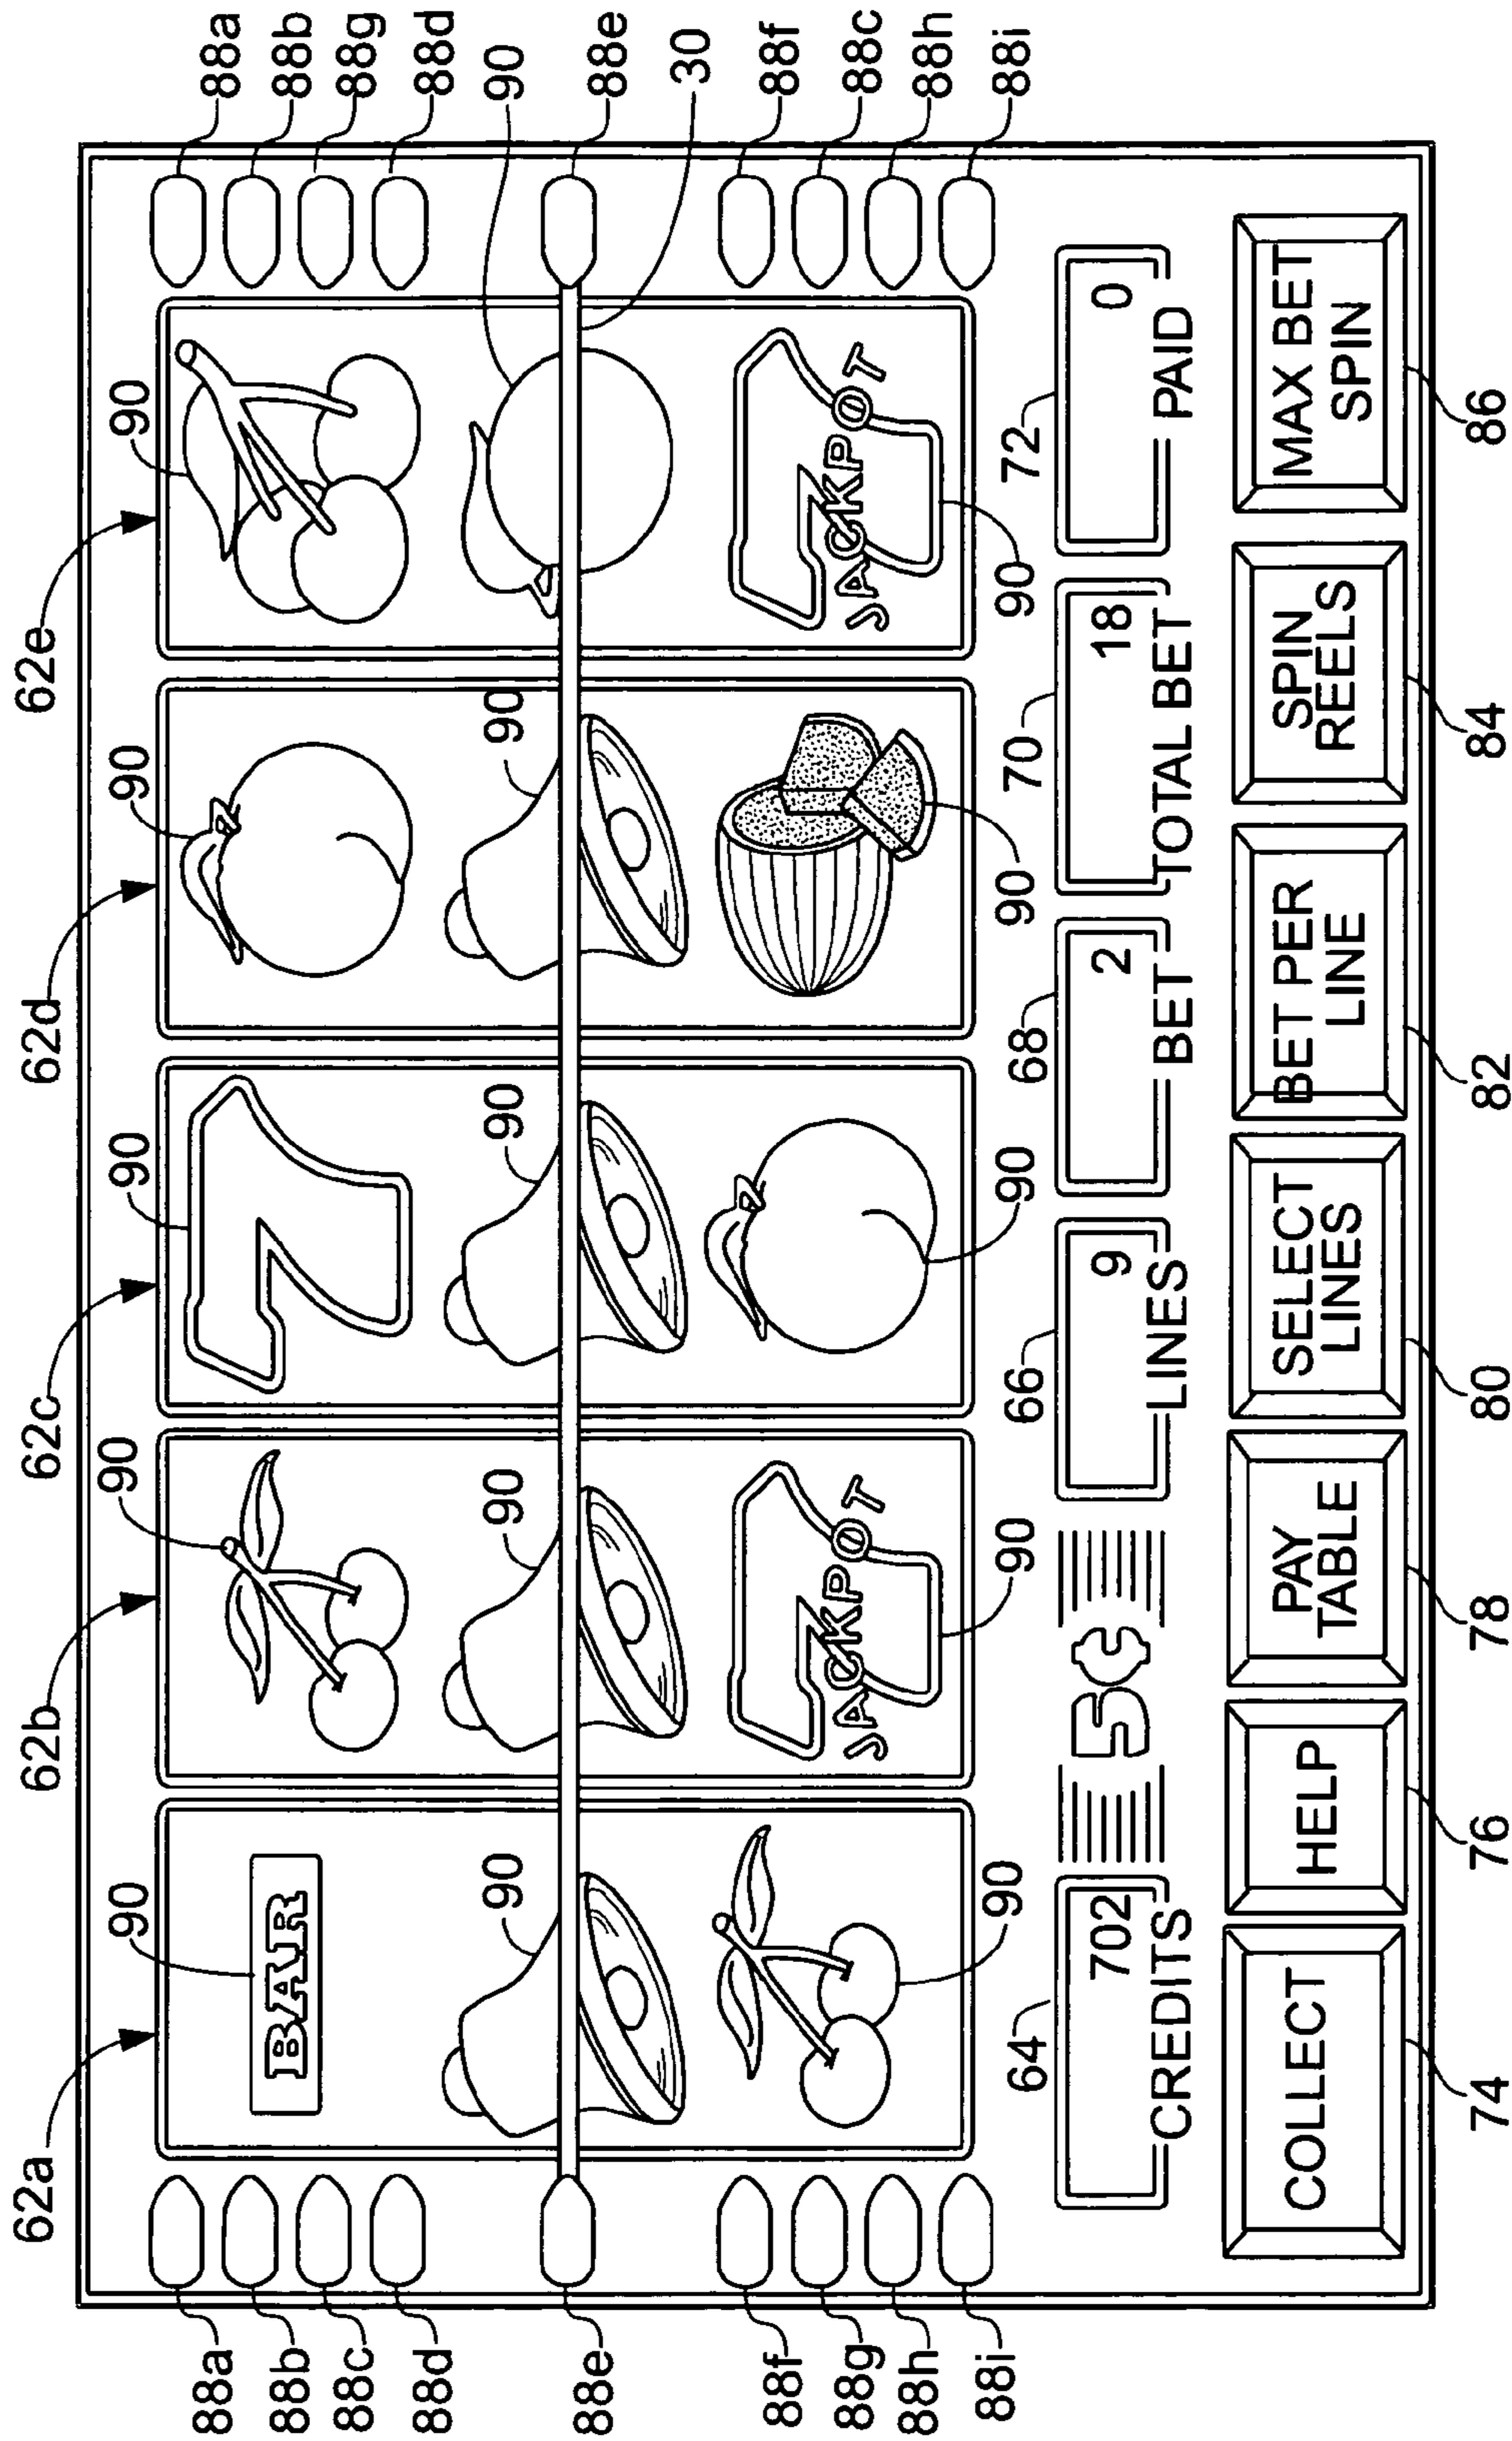 62a 62b 62c 62d 62e
90 90 90 90 90
88a 88a
88b BAR 88b
88c 88g
88d 88d
90
90 90 90 90
88e 88e
30
88f 88f
88g JACKPOT JACKPOT 88c
88h 88h
88i 88i
90 90 90 90 90
64 66 68 70 72
702 5¢ 9 2 18 0
CREDITS LINES BET TOTAL BET PAID
COLLECT
HELP
PAY
TABLE
SELECT
LINES
BET PER
LINE
SPIN
REELS
MAX BET
SPIN
74 76 78 80 82 84 86